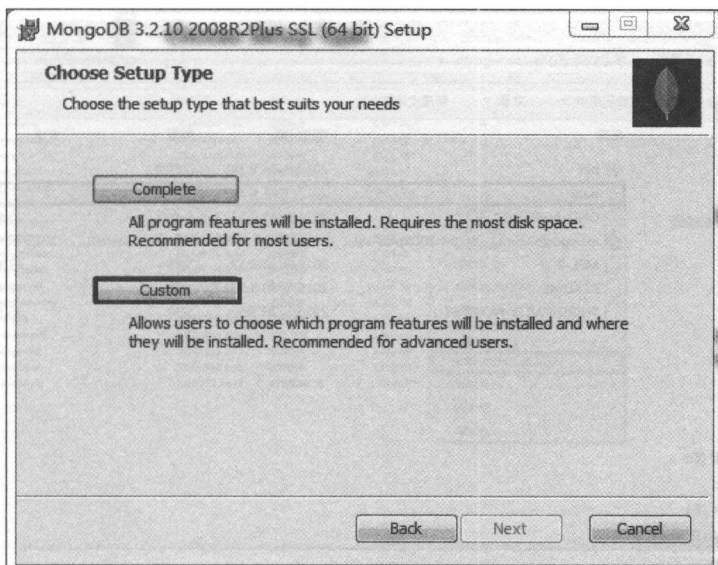 MongoDB 3.2.10 2008R2Plus SSL (64 bit) Setup
Choose Setup Type
Choose the setup type that best suits your needs
Complete
All program features will be installed. Requires the most disk space.
Recommended for most users.
Custom
Allows users to choose which program features will be installed and where
they will be installed. Recommended for advanced users.
Back Next Cancel